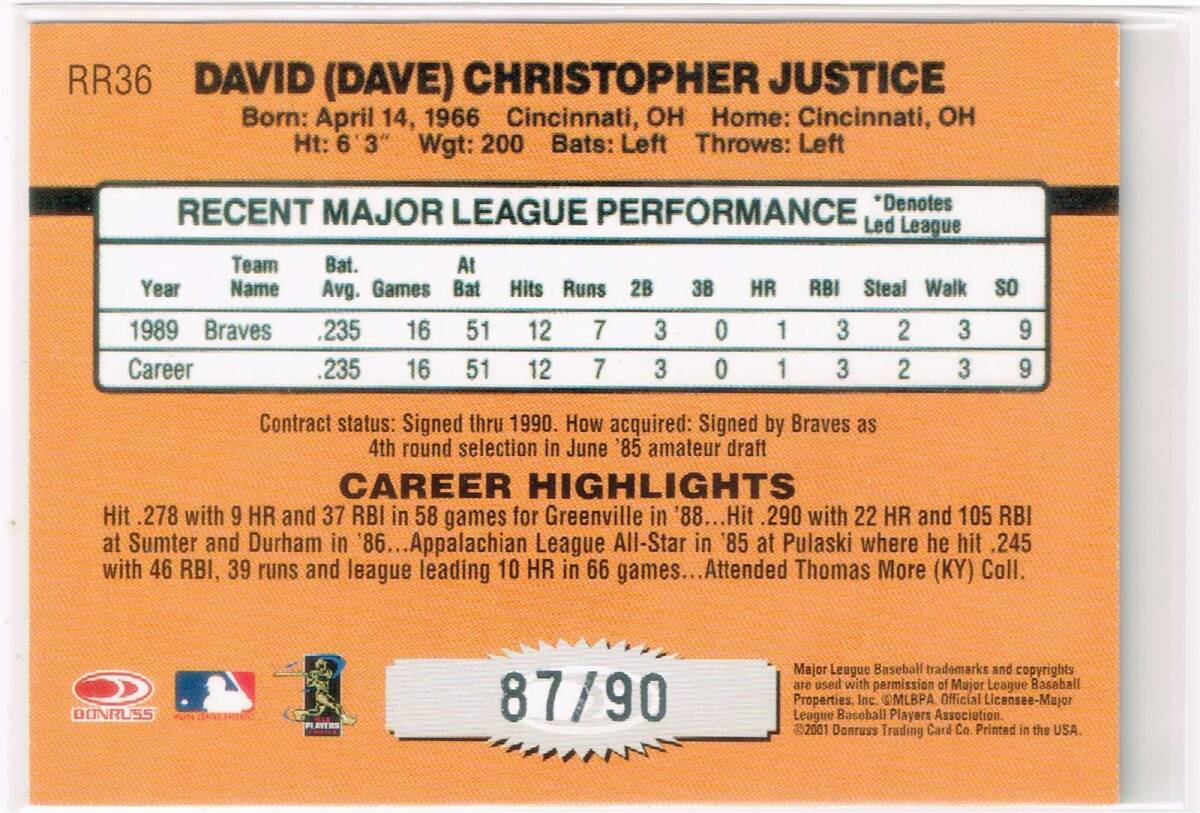 RR36 DAVID (DAVE) CHRISTOPHER JUSTICE
Born: April 14, 1966 Cincinnati, OH Home: Cincinnati, OH
Ht: 6'3" Wgt: 200 Bats: Left Throws: Left
RECENT MAJOR LEAGUE PERFORMANCE *Denotes
Led League
Year Team Name Bat. Avg. Games At Bat Hits Runs 2B 3B HR RBI Steal Walk SO
1989 Braves .235 16 51 12 7 3 0 1 3 2 3 9
Career .235 16 51 12 7 3 0 1 3 2 3 9
Contract status: Signed thru 1990. How acquired: Signed by Braves as
4th round selection in June '85 amateur draft
CAREER HIGHLIGHTS
Hit .278 with 9 HR and 37 RBI in 58 games for Greenville in '88...Hit .290 with 22 HR and 105 RBI
at Sumter and Durham in '86...Appalachian League All-Star in '85 at Pulaski where he hit .245
with 46 RBI, 39 runs and league leading 10 HR in 66 games...Attended Thomas More (KY) Coll.
DONRUSS
PLAYERS
87/90
Major League Baseball trademarks and copyrights
are used with permission of Major League Baseball
Properties, Inc. ©MLBPA. Official Licensee-Major
League Baseball Players Association.
©2001 Donruss Trading Card Co. Printed in the USA.